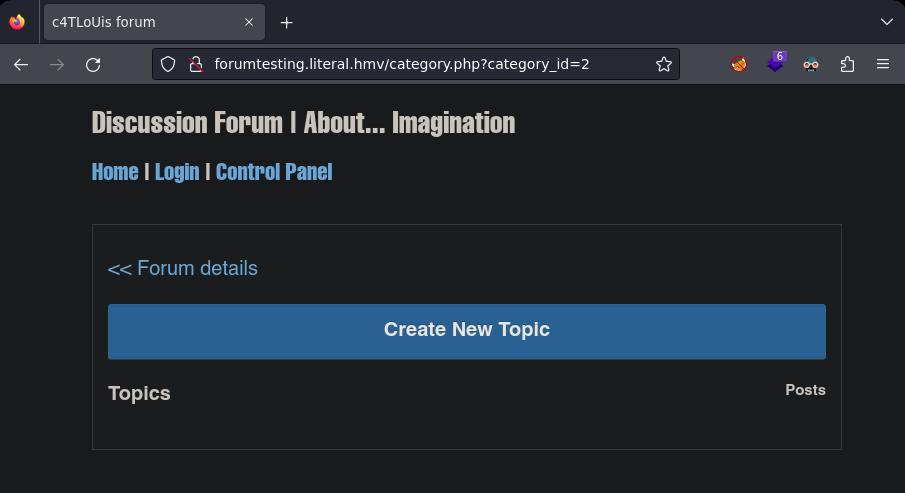 c4TLoUis forum
forumtesting.literal.hmv/category.php?category_id=2
6
Discussion Forum | About... Imagination
Home | Login | Control Panel
<< Forum details
Create New Topic
Topics Posts